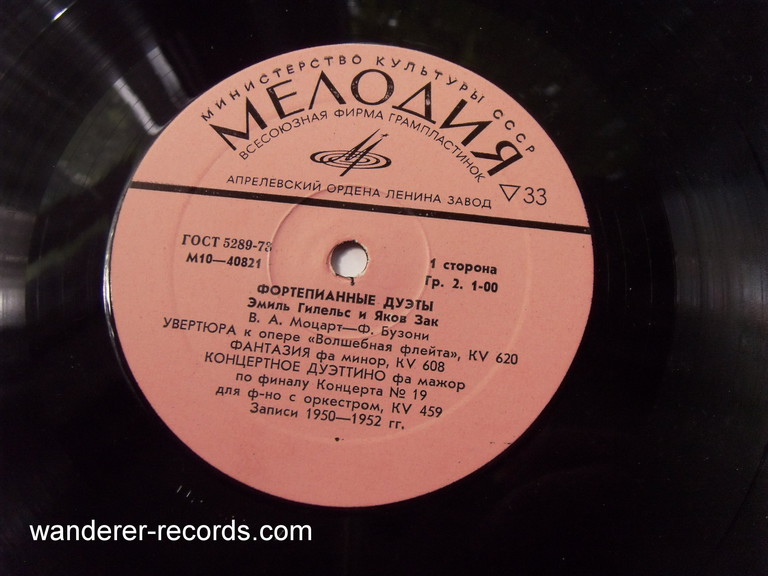 МИНИСТЕРСТВО КУЛЬТУРЫ СССР
МЕЛОДИЯ
ВСЕСОЮЗНАЯ ФИРМА ГРАМПЛАСТИНОК
АПРЕЛЕВСКИЙ ОРДЕНА ЛЕНИНА ЗАВОД
▽33
ГОСТ 5289-73
М10—40821
1 сторона
Гр. 2. 1-00
ФОРТЕПИАННЫЕ ДУЭТЫ
Эмиль Гилельс и Яков Зак
В. А. Моцарт—Ф. Бузони
УВЕРТЮРА к опере «Волшебная флейта», KV 620
ФАНТАЗИЯ фа минор, KV 608
КОНЦЕРТНОЕ ДУЭТТИНО фа мажор
по финалу Концерта № 19
для ф-но с оркестром, KV 459
Записи 1950—1952 гг.
wanderer-records.com